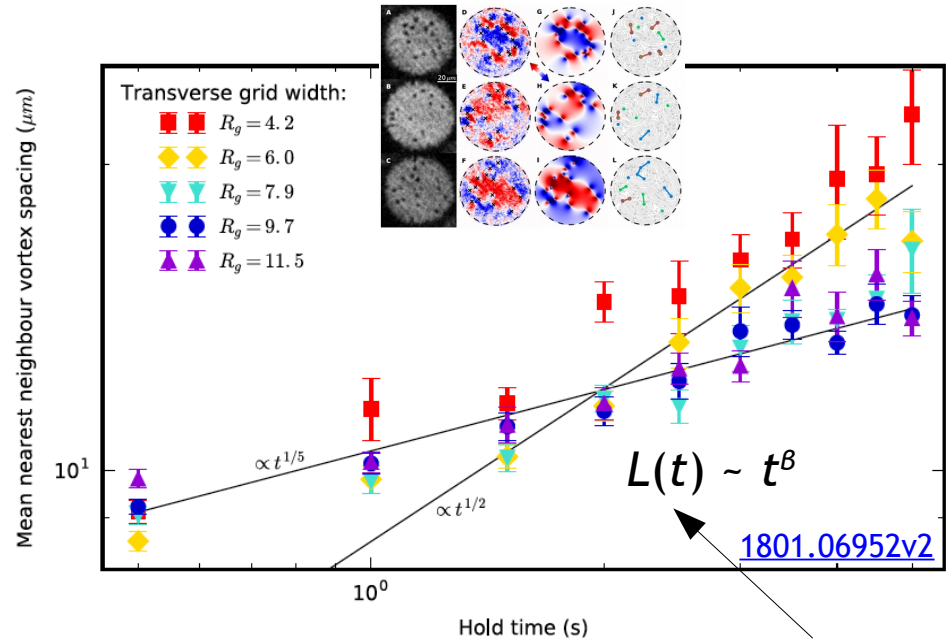 A
D
G
J
20 μm
B
E
H
K
C
F
I
L
Transverse grid width:
R_g = 4.2
R_g = 6.0
R_g = 7.9
R_g = 9.7
R_g = 11.5
Mean nearest neighbour vortex spacing (μm)
∝ t^{1/5}
∝ t^{1/2}
L(t) ~ t^β
1801.06952v2
10^1
10^0
Hold time (s)